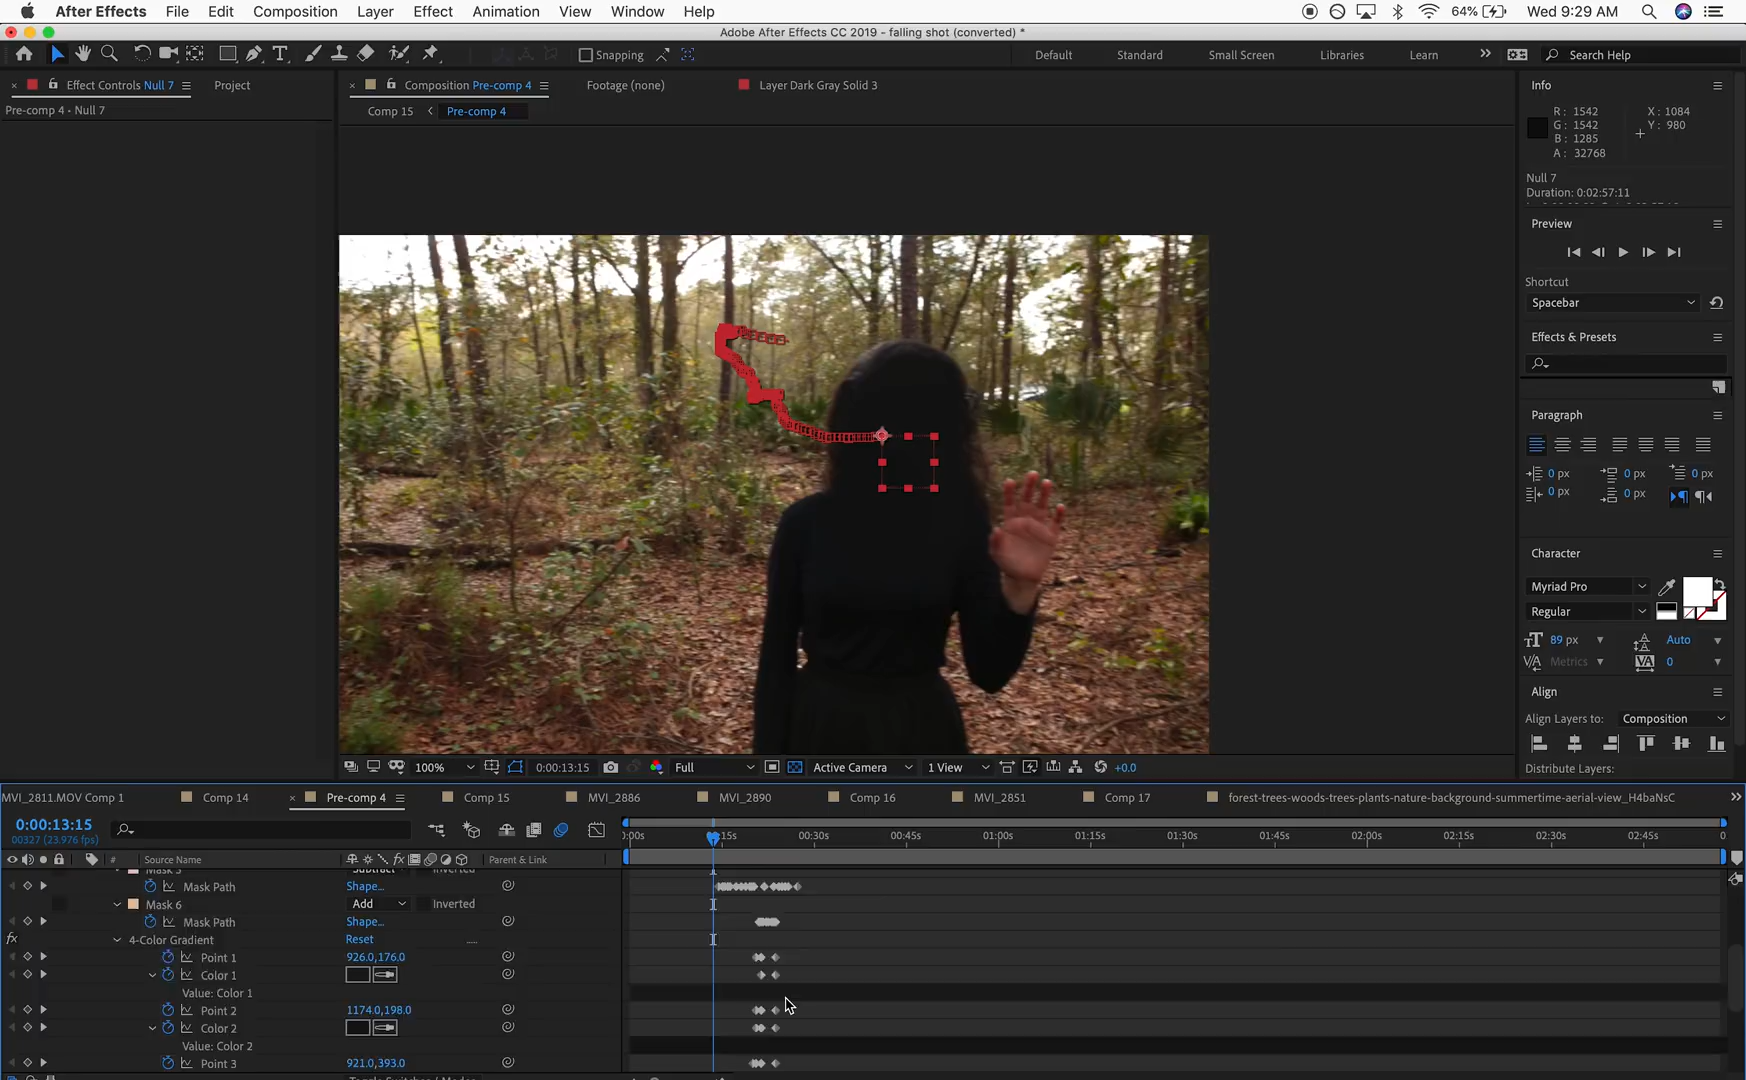 After Effects File Edit Composition Layer Effect Animation View Window Help 64% Wed 9:29 AM
Adobe After Effects CC 2019 - falling shot (converted) *
Snapping Default Standard Small Screen Libraries Learn Search Help
Effect Controls Null 7 Project
Pre-comp 4 • Null 7
Composition Pre-comp 4 Footage (none) Layer Dark Gray Solid 3
Comp 15 Pre-comp 4
Info
R: 1542
G: 1542
B: 1285
A: 32768
X: 1084
Y: 980
Null 7
Duration: 0:02:57:11
Preview
Shortcut
Spacebar
Effects & Presets
Paragraph
0 px 0 px 0 px
0 px 0 px
Character
Myriad Pro
Regular
89 px Auto
Metrics 0
Align
Align Layers to: Composition
Distribute Layers:
100% 0:00:13:15 Full Active Camera 1 View +0.0
MVI_2811.MOV Comp 1 Comp 14 Pre-comp 4 Comp 15 MVI_2886 MVI_2890 Comp 16 MVI_2851 Comp 17 forest-trees-woods-trees-plants-nature-background-summertime-aerial-view_H4baNsC
0:00:13:15
00327 (23.976 fps)
:00s 15s 00:30s 00:45s 01:00s 01:15s 01:30s 01:45s 02:00s 02:15s 02:30s 02:45s
# Source Name Parent & Link
Mask Path Shape...
Mask 6 Add Inverted
Mask Path Shape...
fx 4-Color Gradient Reset
Point 1 926.0,176.0
Color 1
Value: Color 1
Point 2 1174.0,198.0
Color 2
Value: Color 2
Point 3 921.0,393.0